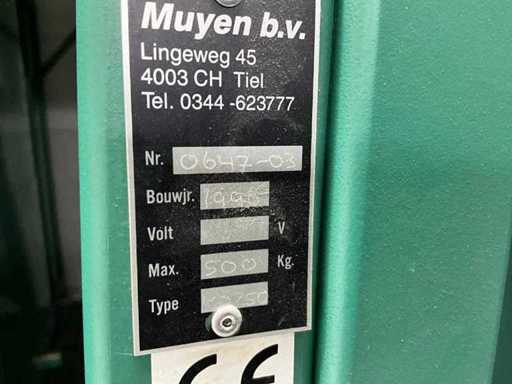 Muyen b.v.
Lingeweg 45
4003 CH Tiel
Tel. 0344 -623777
Nr. 0647-03
Bouwjr.
Volt V
Max. 500 Kg.
Type
CE